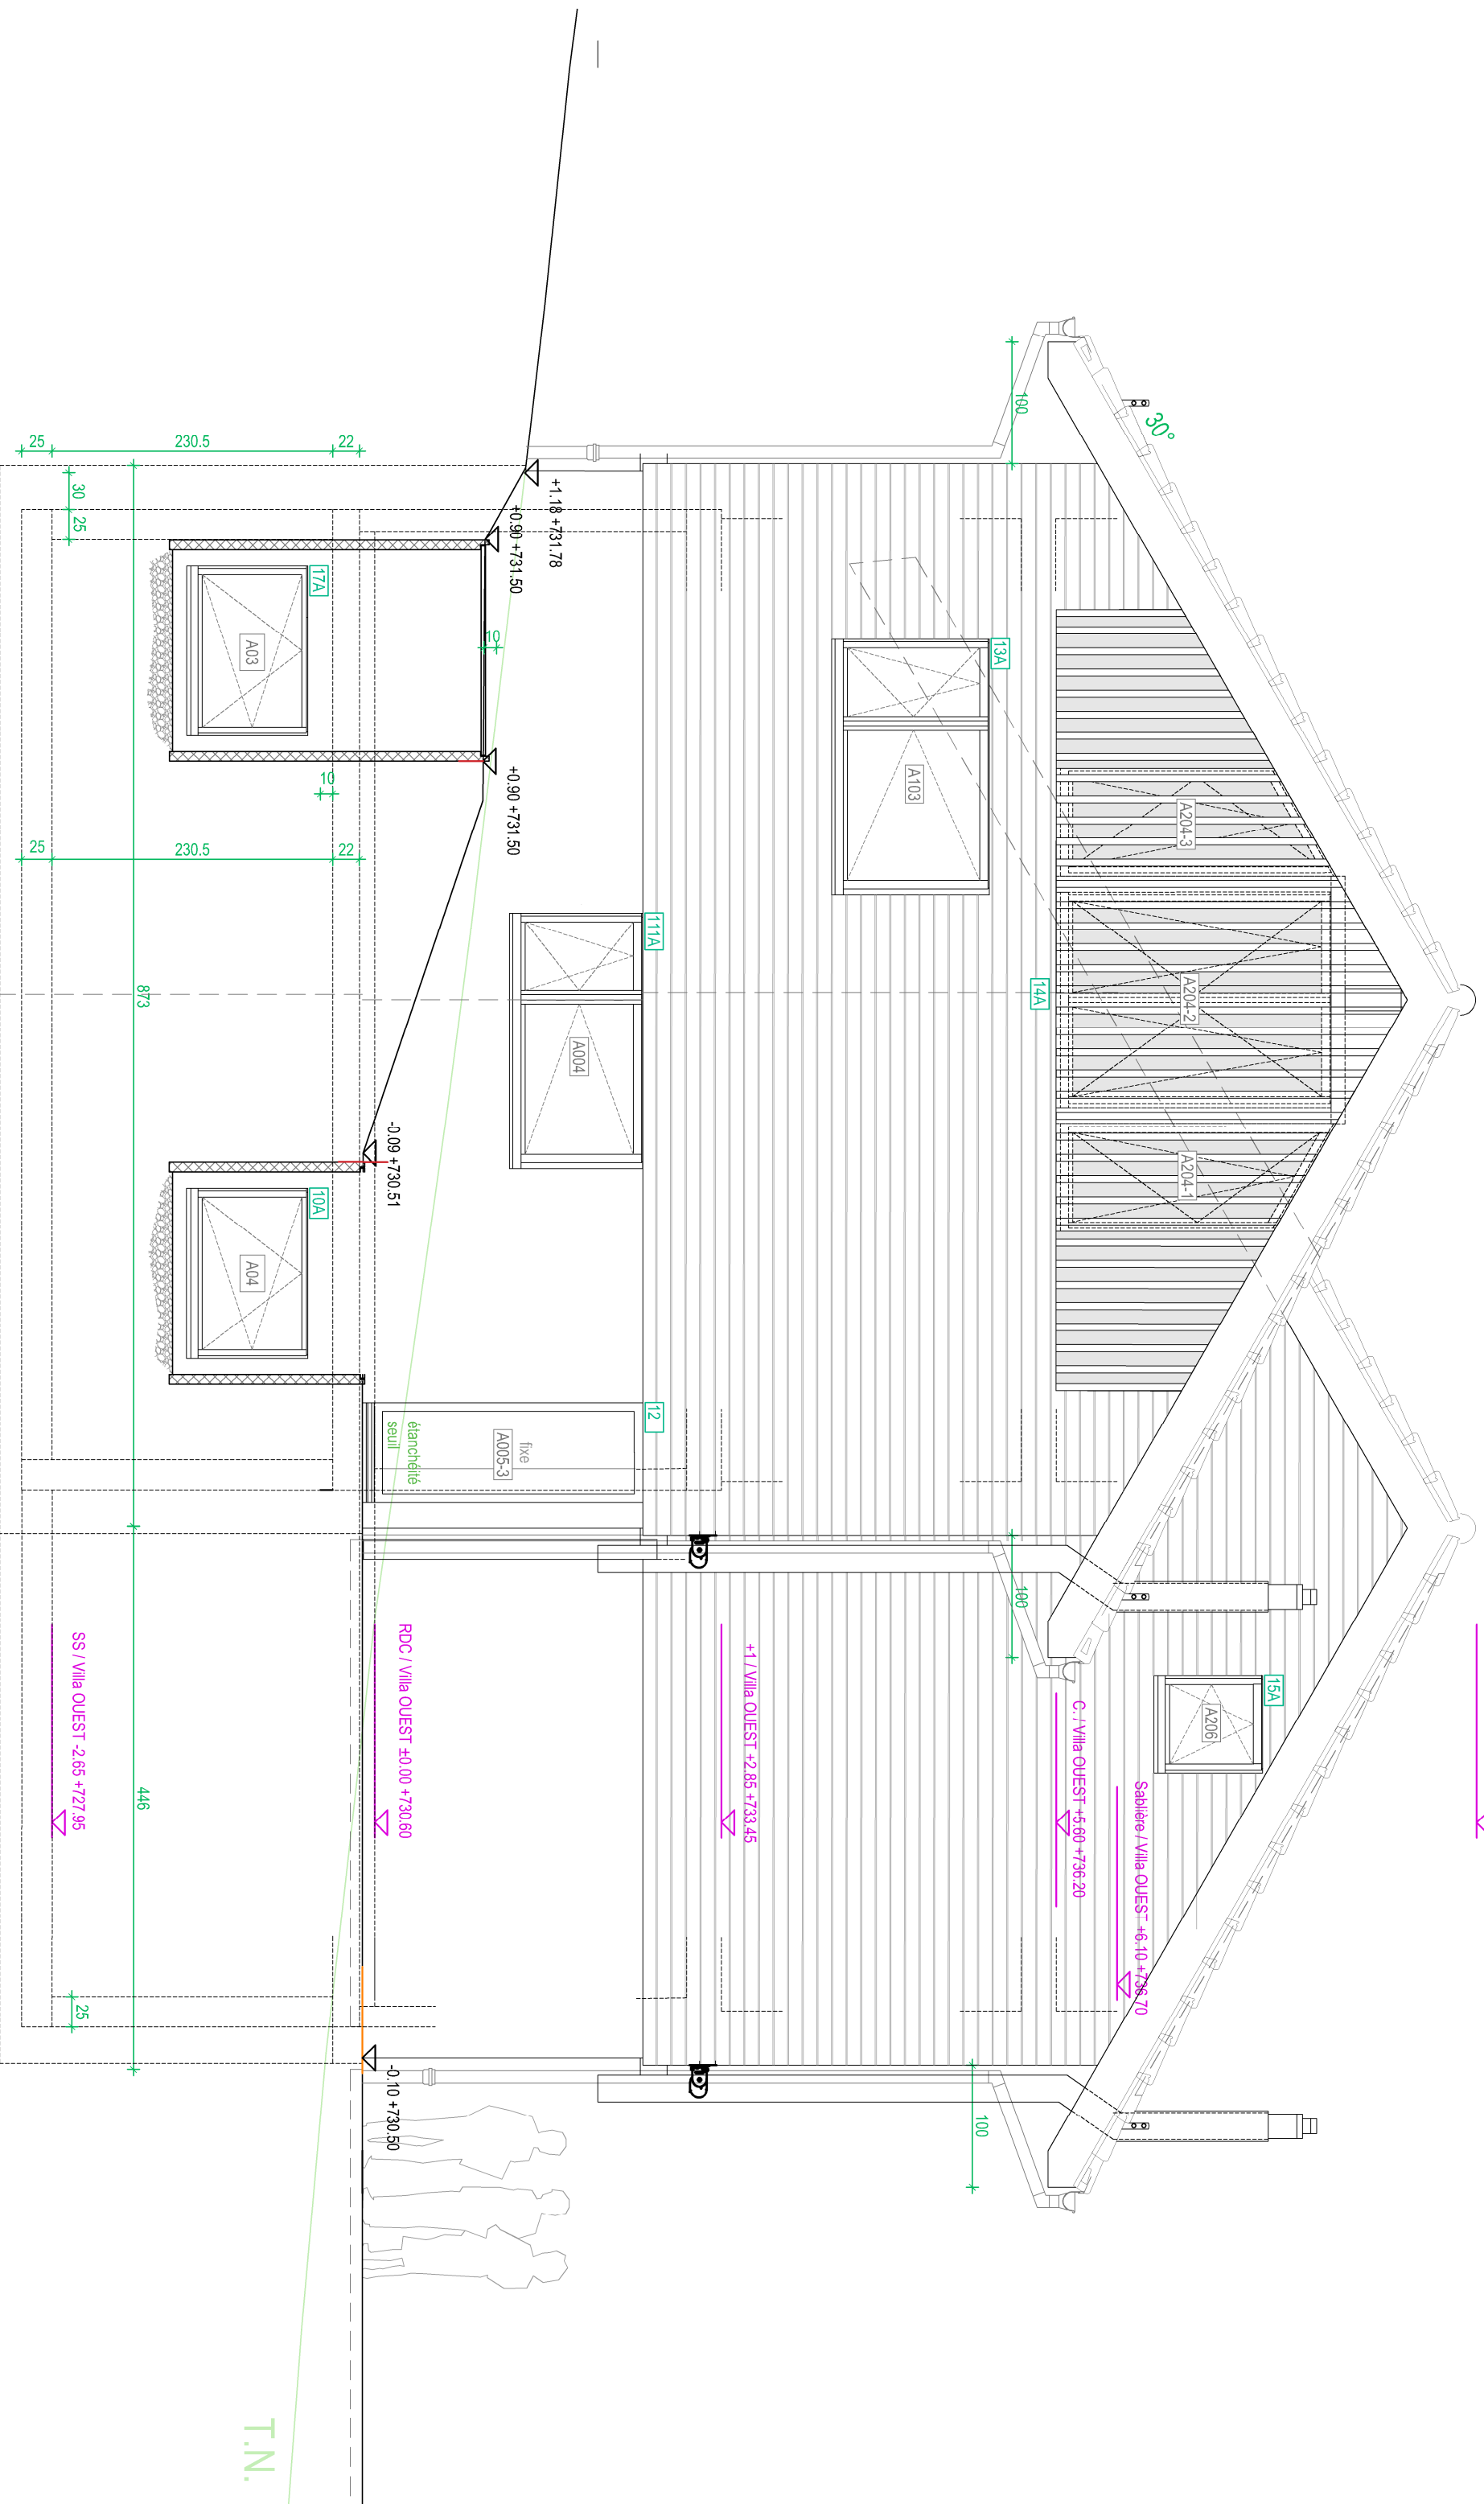 30°
100
100
100
A204-3
A204-2
A204-1
15A
A206
Sablière / Villa OUEST +6.10 +736.70
C. / Villa OUEST +5.60 +736.20
14A
13A
A103
+1 / Villa OUEST +2.85 +733.45
111A
A004
12
fixe
A005-3
étanchéité
seuil
+1.18 +731.78
+0.90 +731.50
10
+0.90 +731.50
-0.09 +730.51
RDC / Villa OUEST ±0.00 +730.60
-0.10 +730.50
22
230.5
25
17A
A03
10
22
230.5
25
10A
A04
30
25
25
SS / Villa OUEST -2.65 +727.95
873
446
T.N.